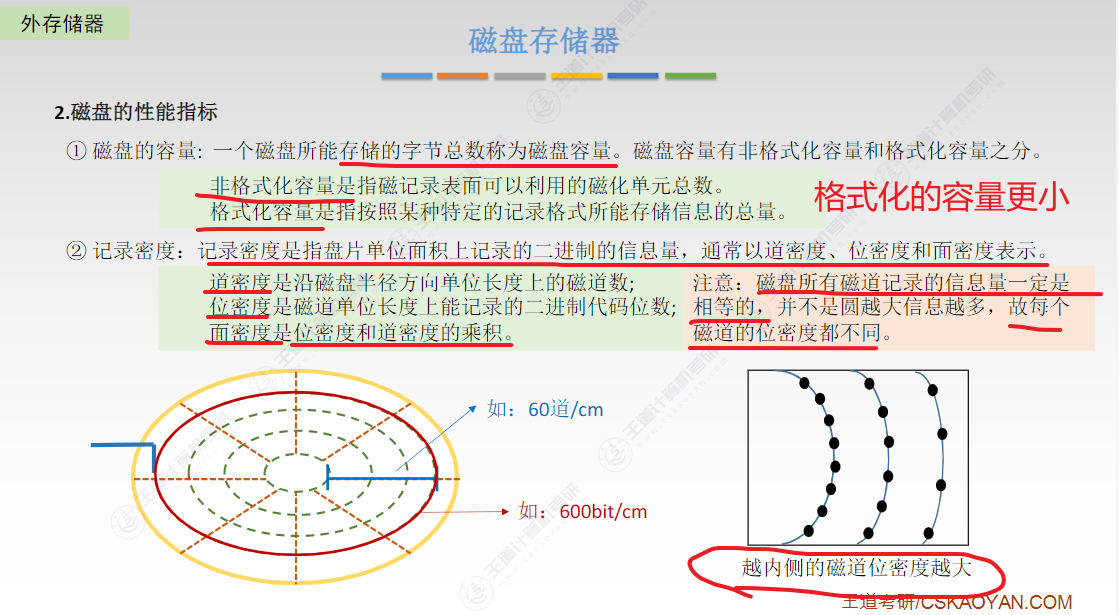 外存储器
磁盘存储器
2.磁盘的性能指标
① 磁盘的容量: 一个磁盘所能存储的字节总数称为磁盘容量。磁盘容量有非格式化容量和格式化容量之分。
非格式化容量是指磁记录表面可以利用的磁化单元总数。
格式化容量是指按照某种特定的记录格式所能存储信息的总量。
格式化的容量更小
② 记录密度：记录密度是指盘片单位面积上记录的二进制的信息量，通常以道密度、位密度和面密度表示。
道密度是沿磁盘半径方向单位长度上的磁道数;
位密度是磁道单位长度上能记录的二进制代码位数;
面密度是位密度和道密度的乘积。
注意：磁盘所有磁道记录的信息量一定是
相等的，并不是圆越大信息越多，故每个
磁道的位密度都不同。
如：60道/cm
如：600bit/cm
越内侧的磁道位密度越大
王道考研/CSKAOYAN.COM